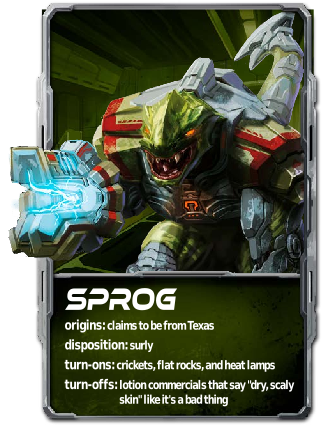 SPROG
origins: claims to be from Texas
disposition: surly
turn-ons: crickets, flat rocks, and heat lamps
turn-offs: lotion commercials that say "dry, scaly
skin" like it's a bad thing